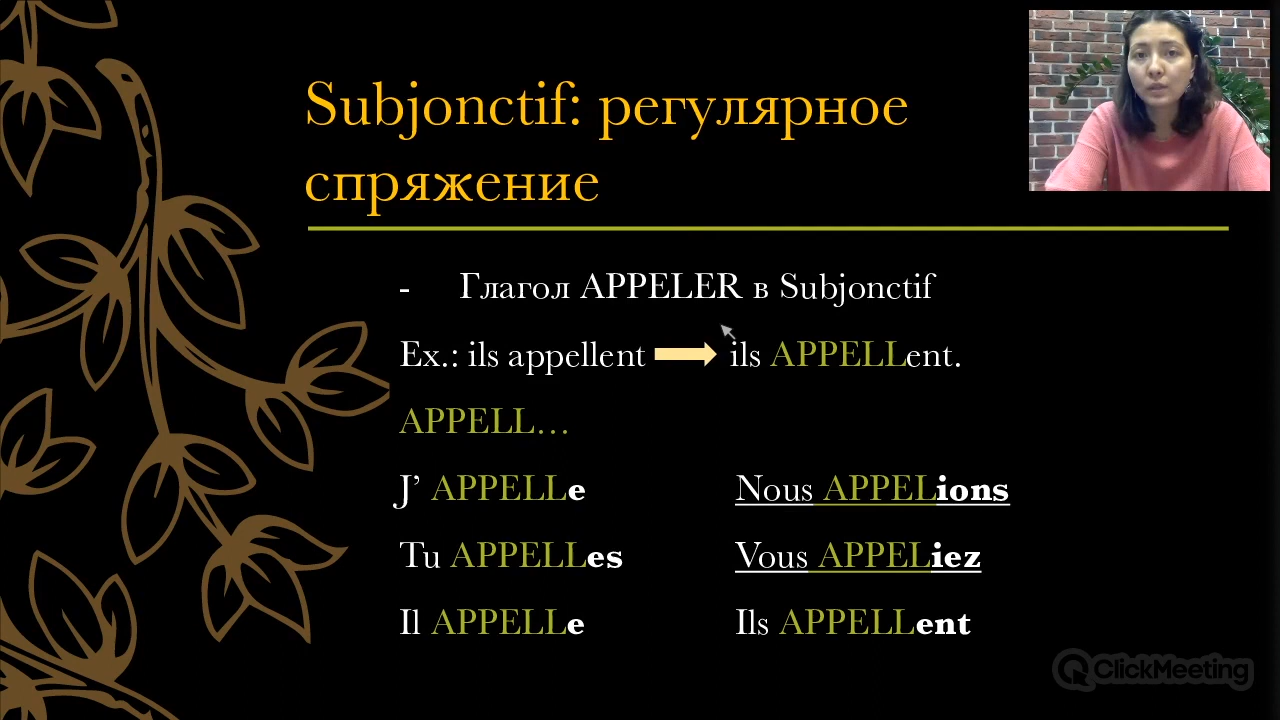 Subjonctif: регулярное
спряжение
- Глагол APPELER в Subjonctif
Ex.: ils appellent ils APPELLent.
APPELL…
J’ APPELLe Nous APPELions
Tu APPELLes Vous APPELiez
Il APPELLe Ils APPELLent
ClickMeeting